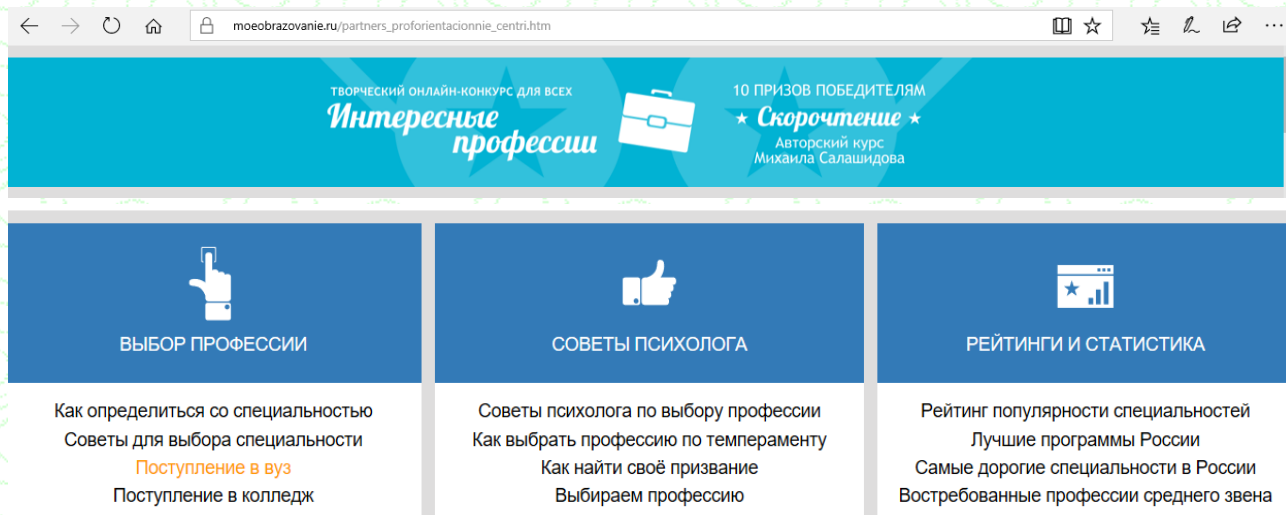 moeobrazovanie.ru/partners_proforientacionnie_centri.htm
ТВОРЧЕСКИЙ ОНЛАЙН-КОНКУРС ДЛЯ ВСЕХ
Интересные
профессии
10 ПРИЗОВ ПОБЕДИТЕЛЯМ
★ Скорочтение ★
Авторский курс
Михаила Салашидова
ВЫБОР ПРОФЕССИИ
Как определиться со специальностью
Советы для выбора специальности
Поступление в вуз
Поступление в колледж
СОВЕТЫ ПСИХОЛОГА
Советы психолога по выбору профессии
Как выбрать профессию по темпераменту
Как найти своё призвание
Выбираем профессию
РЕЙТИНГИ И СТАТИСТИКА
Рейтинг популярности специальностей
Лучшие программы России
Самые дорогие специальности в России
Востребованные профессии среднего звена